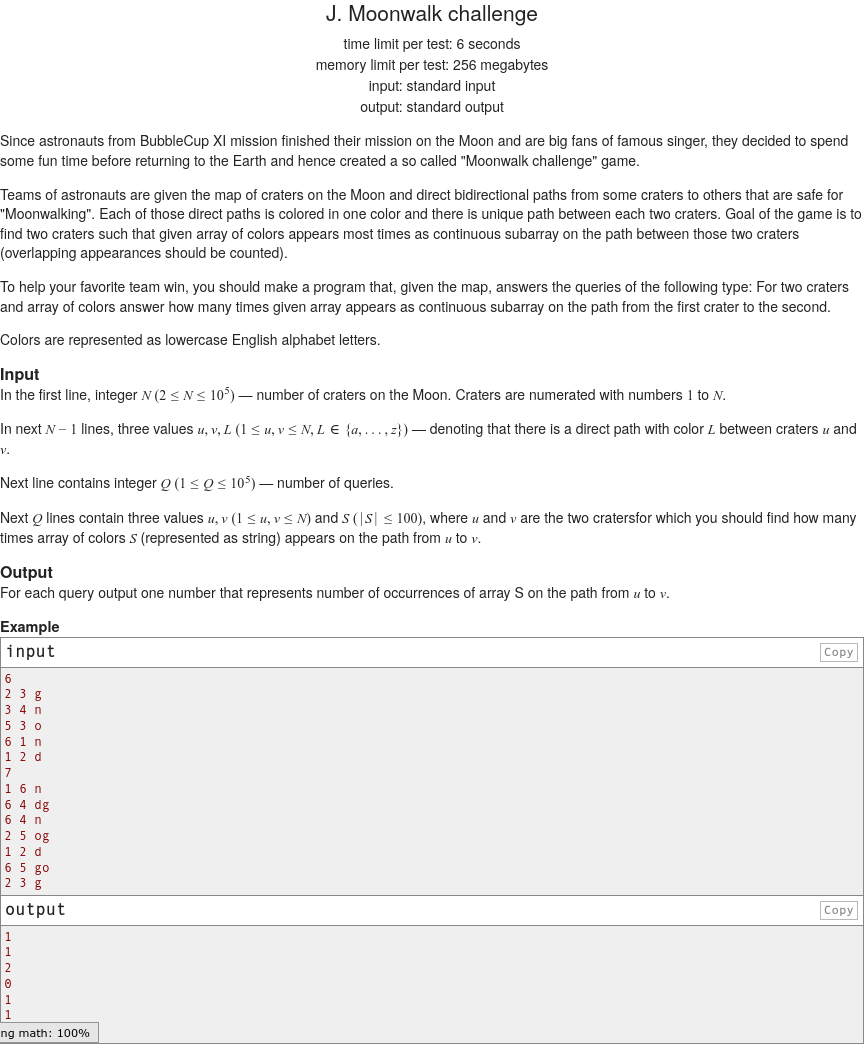 J. Moonwalk challenge
time limit per test: 6 seconds
memory limit per test: 256 megabytes
input: standard input
output: standard output
Since astronauts from BubbleCup XI mission finished their mission on the Moon and are big fans of famous singer, they decided to spend
some fun time before returning to the Earth and hence created a so called "Moonwalk challenge" game.
Teams of astronauts are given the map of craters on the Moon and direct bidirectional paths from some craters to others that are safe for
"Moonwalking". Each of those direct paths is colored in one color and there is unique path between each two craters. Goal of the game is to
find two craters such that given array of colors appears most times as continuous subarray on the path between those two craters
(overlapping appearances should be counted).
To help your favorite team win, you should make a program that, given the map, answers the queries of the following type: For two craters
and array of colors answer how many times given array appears as continuous subarray on the path from the first crater to the second.
Colors are represented as lowercase English alphabet letters.
Input
In the first line, integer N (2 ≤ N ≤ 10^5) — number of craters on the Moon. Craters are numerated with numbers 1 to N.
In next N − 1 lines, three values u, v, L (1 ≤ u, v ≤ N, L ∈ {a, . . . , z}) — denoting that there is a direct path with color L between craters u and
v.
Next line contains integer Q (1 ≤ Q ≤ 10^5) — number of queries.
Next Q lines contain three values u, v (1 ≤ u, v ≤ N) and S (|S| ≤ 100), where u and v are the two cratersfor which you should find how many
times array of colors S (represented as string) appears on the path from u to v.
Output
For each query output one number that represents number of occurrences of array S on the path from u to v.
Example
input Copy
6
2 3 g
3 4 n
5 3 o
6 1 n
1 2 d
7
1 6 n
6 4 dg
6 4 n
2 5 og
1 2 d
6 5 go
2 3 g
output Copy
1
1
2
0
1
1
ng math: 100%